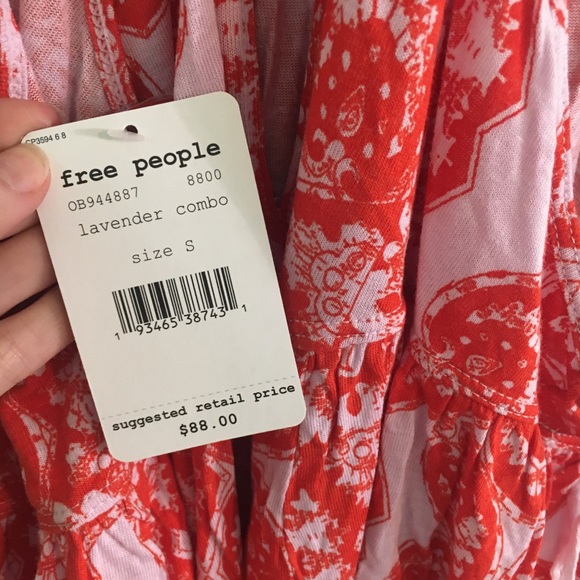 CP3594 6 8
free people
OB944887 8800
lavender combo
size S
1 93465 38743 1
suggested retail price
$88.00